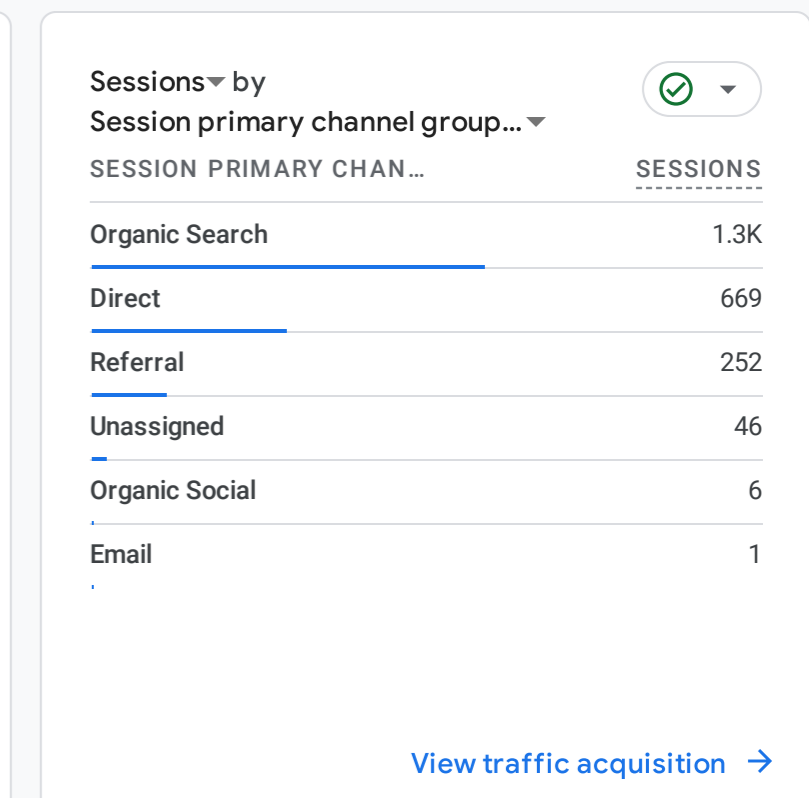 Sessions by
Session primary channel group...
SESSION PRIMARY CHAN... SESSIONS
Organic Search 1.3K
Direct 669
Referral 252
Unassigned 46
Organic Social 6
Email 1
View traffic acquisition